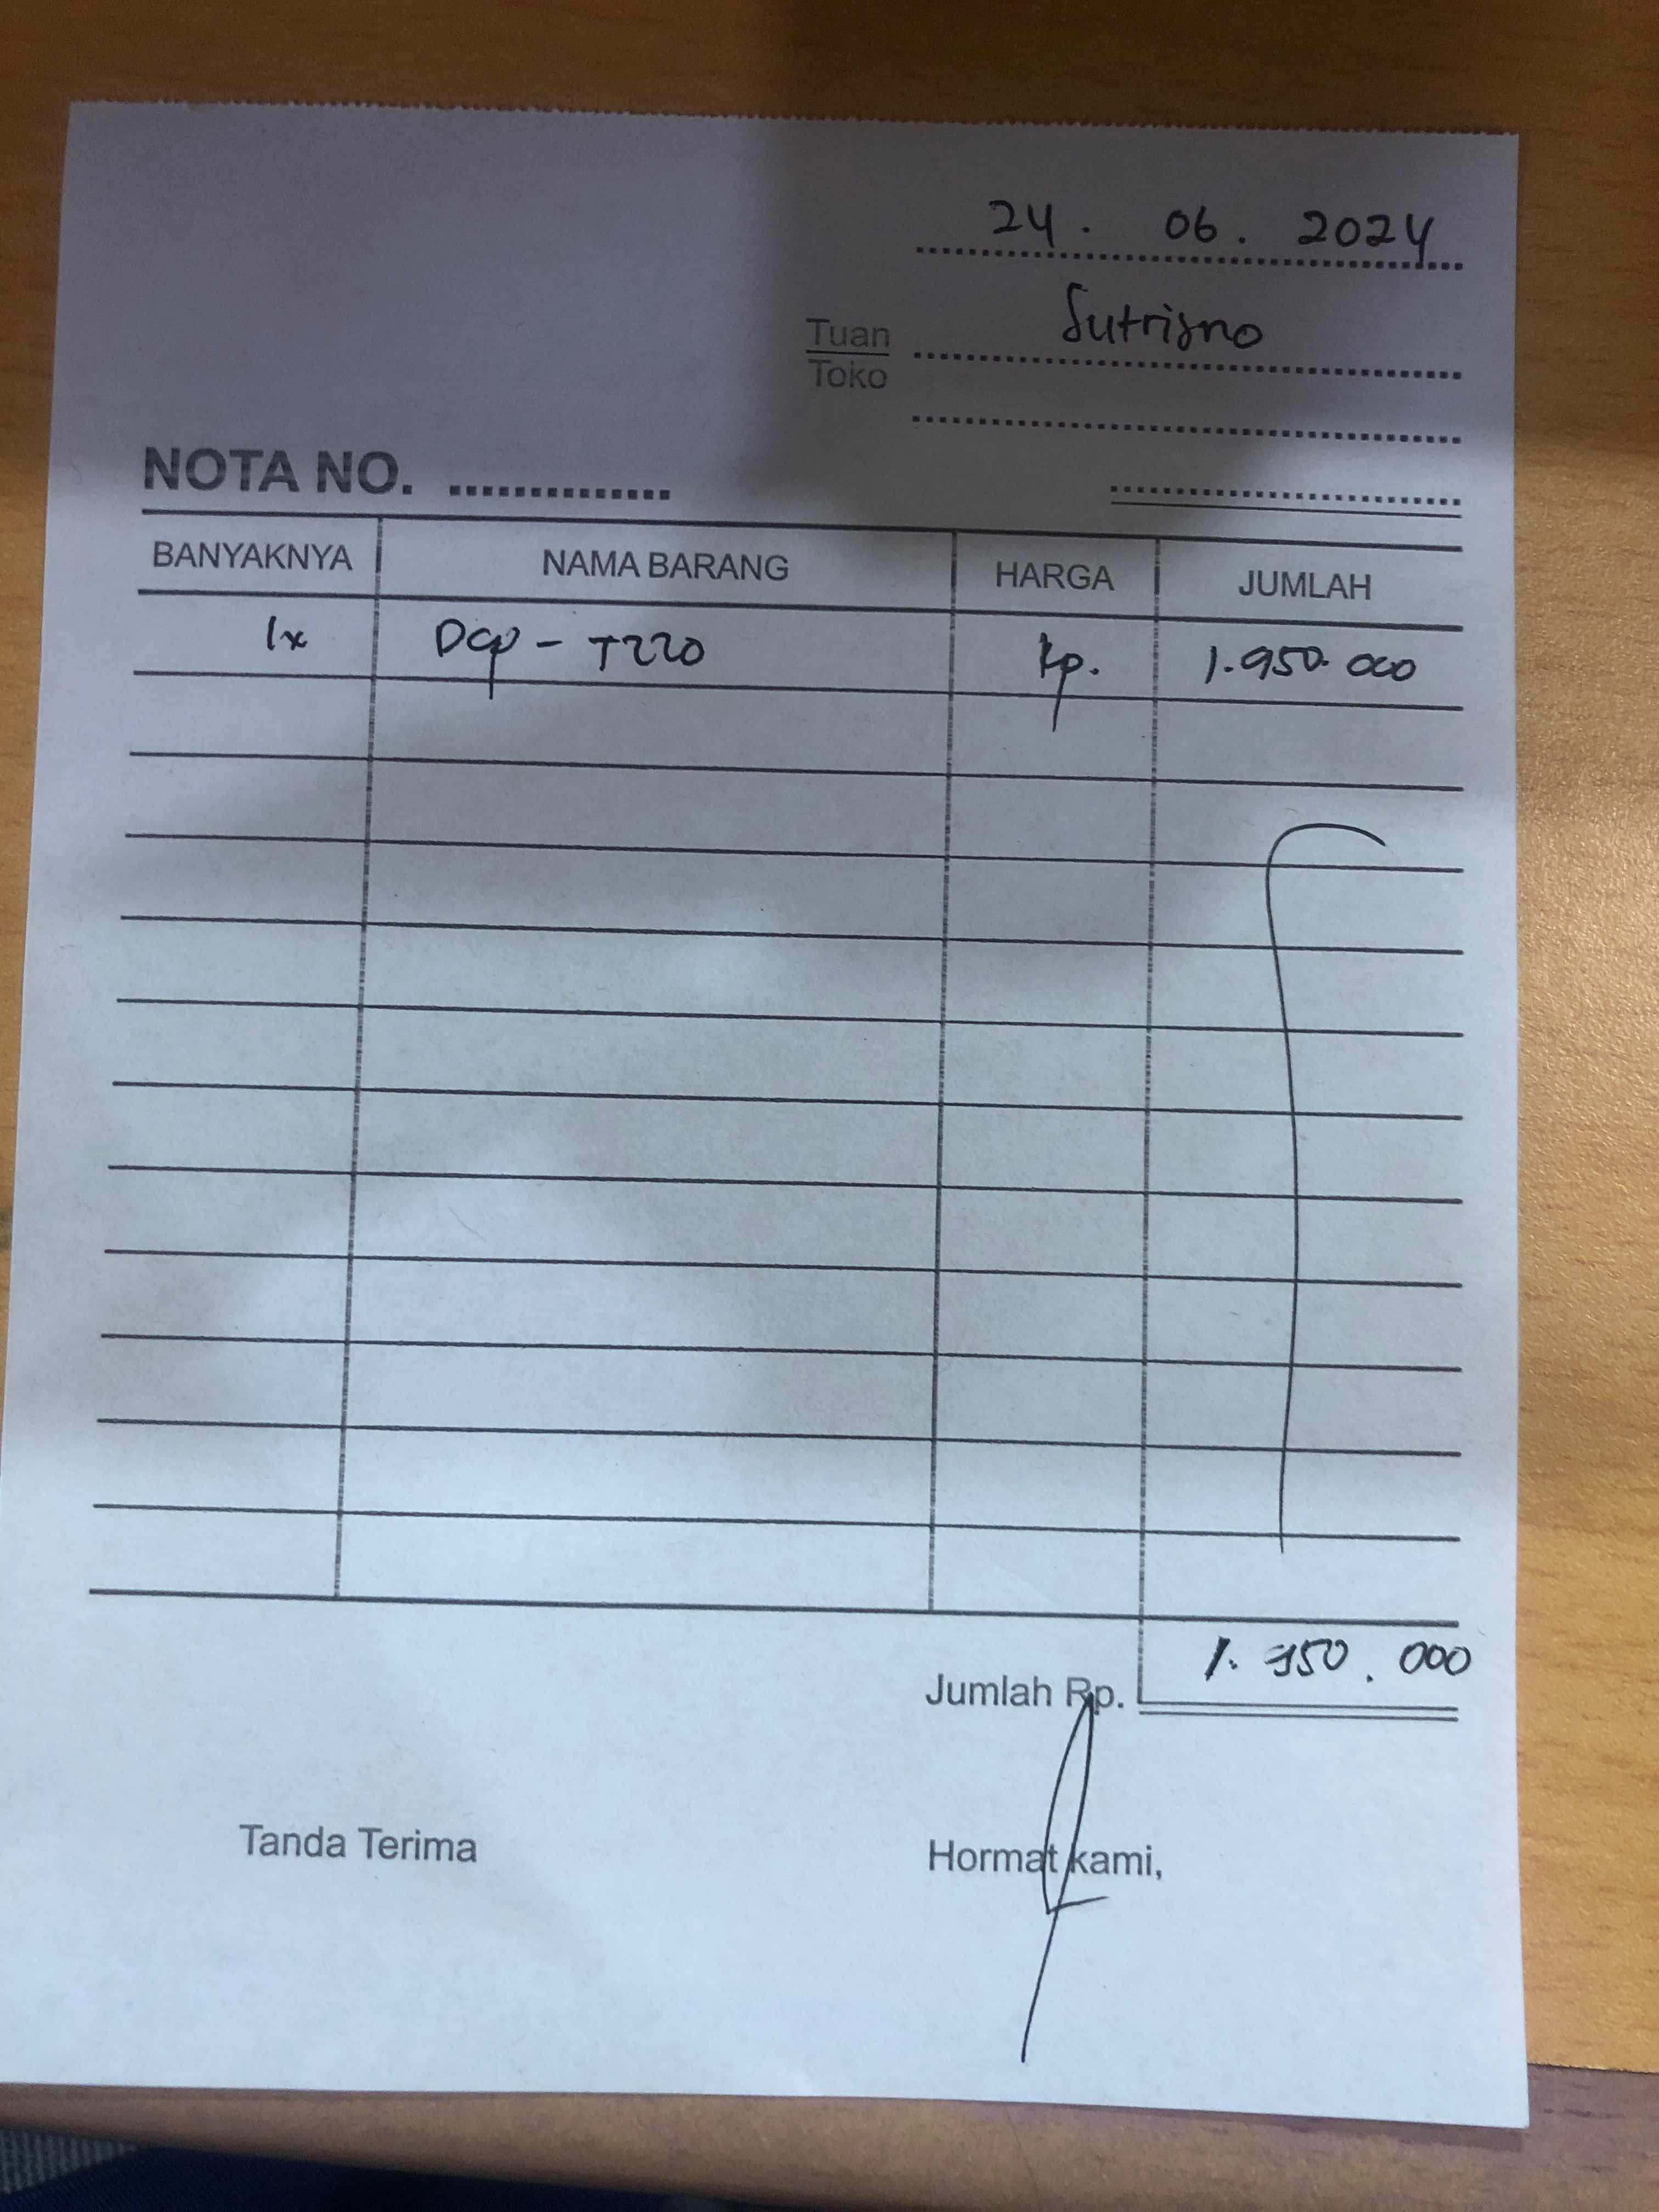 24. 06. 2024
Tuan Sutrisno
Toko
NOTA NO. ..............
BANYAKNYA NAMA BARANG HARGA JUMLAH
1x DCP - T220 Rp. 1.950.000
Jumlah Rp. 1.950.000
Tanda Terima Hormat kami,